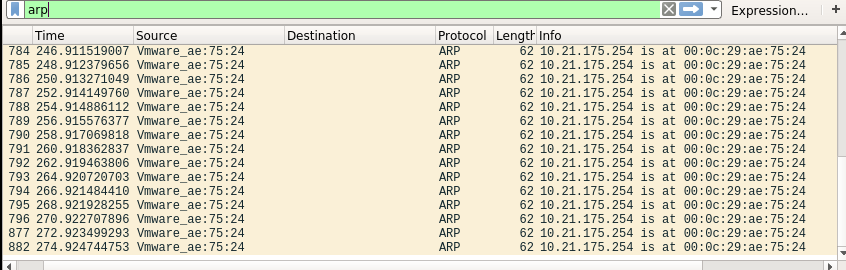 arp Expression… +
Time Source Destination Protocol Length Info
784 246.911519007 Vmware_ae:75:24 ARP 62 10.21.175.254 is at 00:0c:29:ae:75:24
785 248.912379656 Vmware_ae:75:24 ARP 62 10.21.175.254 is at 00:0c:29:ae:75:24
786 250.913271049 Vmware_ae:75:24 ARP 62 10.21.175.254 is at 00:0c:29:ae:75:24
787 252.914149760 Vmware_ae:75:24 ARP 62 10.21.175.254 is at 00:0c:29:ae:75:24
788 254.914886112 Vmware_ae:75:24 ARP 62 10.21.175.254 is at 00:0c:29:ae:75:24
789 256.915576377 Vmware_ae:75:24 ARP 62 10.21.175.254 is at 00:0c:29:ae:75:24
790 258.917069818 Vmware_ae:75:24 ARP 62 10.21.175.254 is at 00:0c:29:ae:75:24
791 260.918362837 Vmware_ae:75:24 ARP 62 10.21.175.254 is at 00:0c:29:ae:75:24
792 262.919463806 Vmware_ae:75:24 ARP 62 10.21.175.254 is at 00:0c:29:ae:75:24
793 264.920720703 Vmware_ae:75:24 ARP 62 10.21.175.254 is at 00:0c:29:ae:75:24
794 266.921484410 Vmware_ae:75:24 ARP 62 10.21.175.254 is at 00:0c:29:ae:75:24
795 268.921928255 Vmware_ae:75:24 ARP 62 10.21.175.254 is at 00:0c:29:ae:75:24
796 270.922707896 Vmware_ae:75:24 ARP 62 10.21.175.254 is at 00:0c:29:ae:75:24
877 272.923499293 Vmware_ae:75:24 ARP 62 10.21.175.254 is at 00:0c:29:ae:75:24
882 274.924744753 Vmware_ae:75:24 ARP 62 10.21.175.254 is at 00:0c:29:ae:75:24